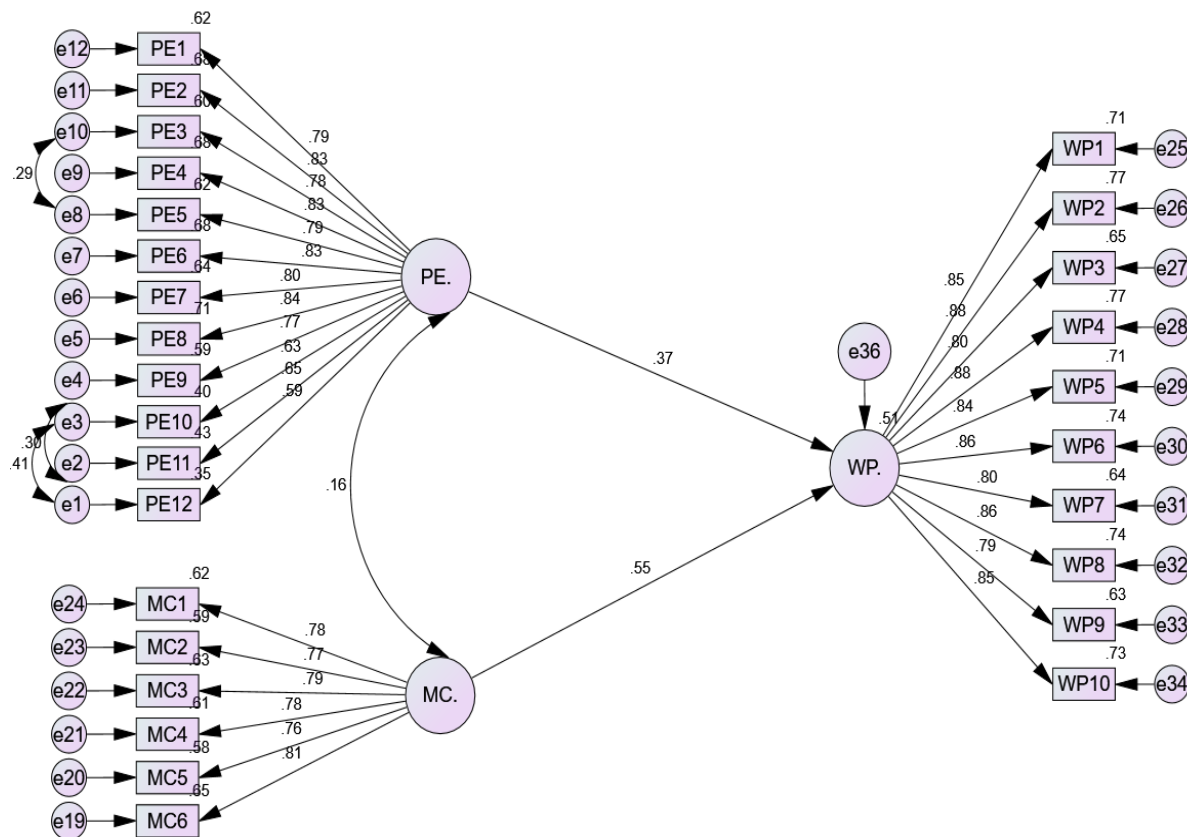 .62
e12 PE1
.68
e11 PE2
.60
e10 PE3
.68
e9 PE4
.62
e8 PE5
.68
e7 PE6
.64
e6 PE7
.71
e5 PE8
.59
e4 PE9
.40
e3 PE10
.43
e2 PE11
.35
e1 PE12
.29
.30
.41
.79
.83
.78
.83
.79
.83
.80
.84
.77
.63
.65
.59
PE.
.37
.16
.55
.62
e24 MC1
.59
e23 MC2
.63
e22 MC3
.61
e21 MC4
.58
e20 MC5
.65
e19 MC6
.78
.77
.79
.78
.76
.81
MC.
e36
.51
WP.
.85
.88
.80
.88
.84
.86
.80
.86
.79
.85
.71
WP1 e25
.77
WP2 e26
.65
WP3 e27
.77
WP4 e28
.71
WP5 e29
.74
WP6 e30
.64
WP7 e31
.74
WP8 e32
.63
WP9 e33
.73
WP10 e34